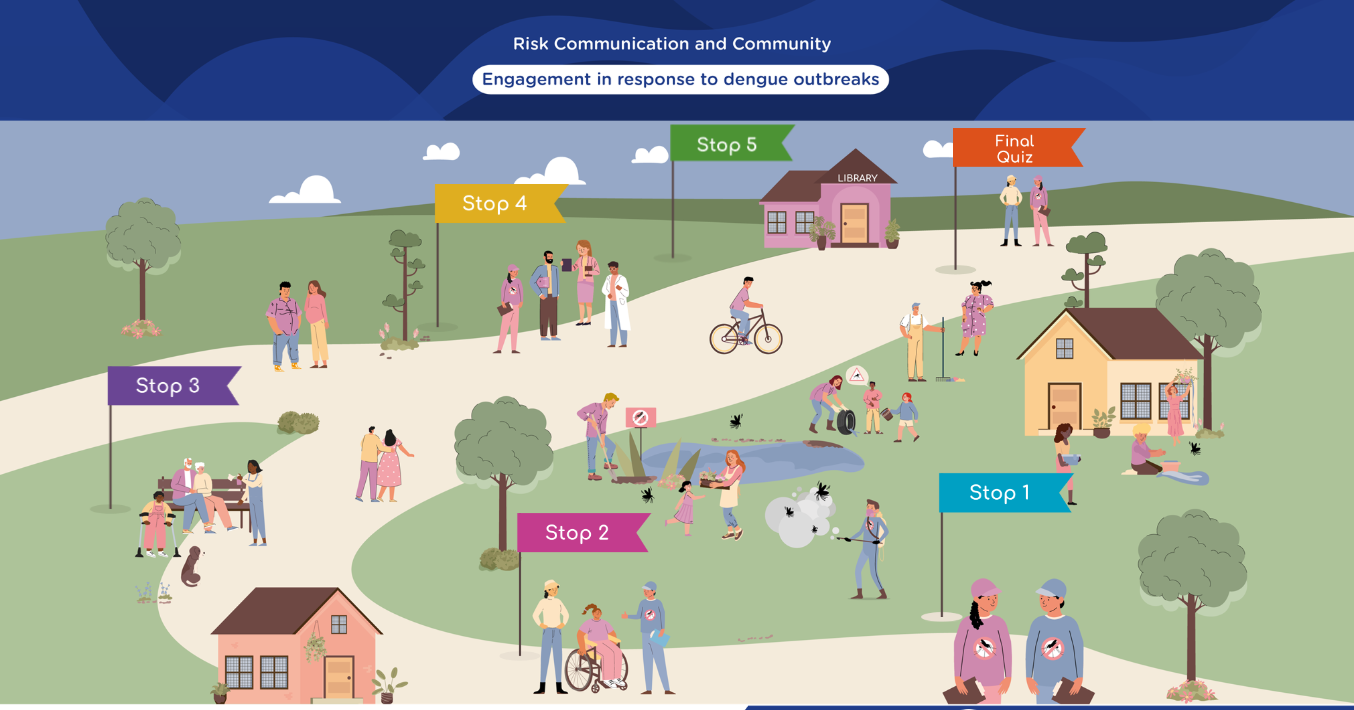 Risk Communication and Community
Engagement in response to dengue outbreaks
Stop 5
Final
Quiz
LIBRARY
Stop 4
Stop 3
Stop 1
Stop 2